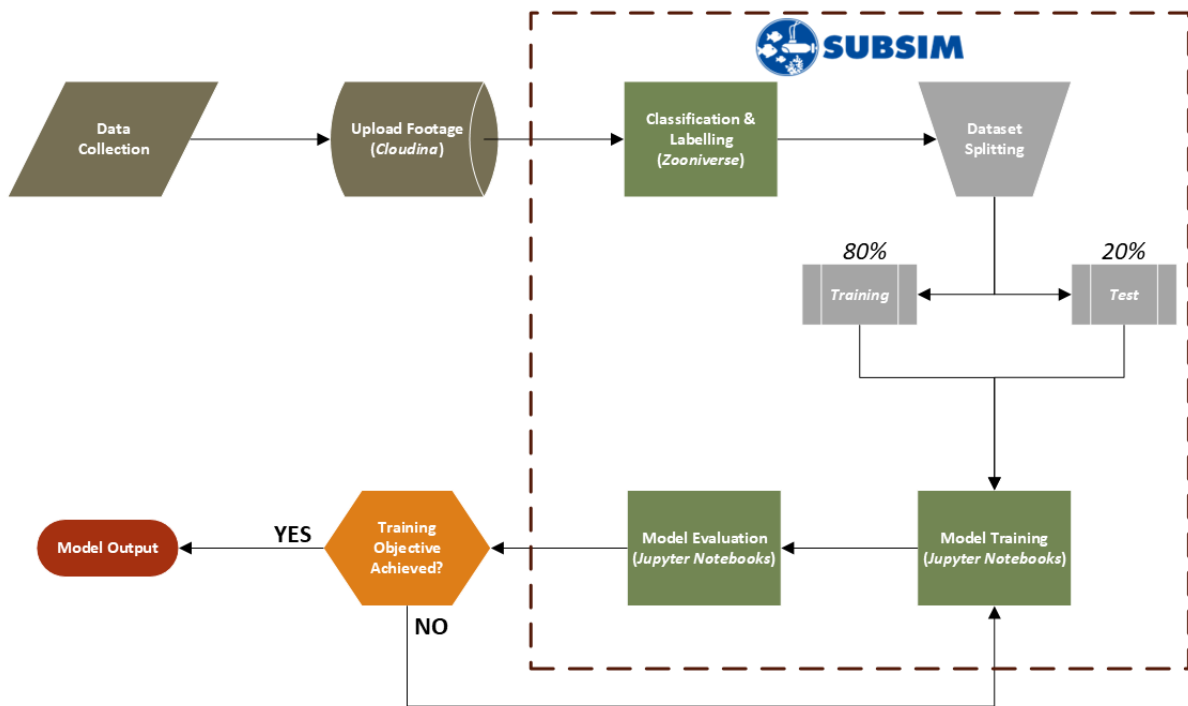 SUBSIM
Data
Collection
Upload Footage
(Cloudina)
Classification &
Labelling
(Zooniverse)
Dataset
Splitting
80%
20%
Training
Test
Model Output
YES
Training
Objective
Achieved?
NO
Model Evaluation
(Jupyter Notebooks)
Model Training
(Jupyter Notebooks)